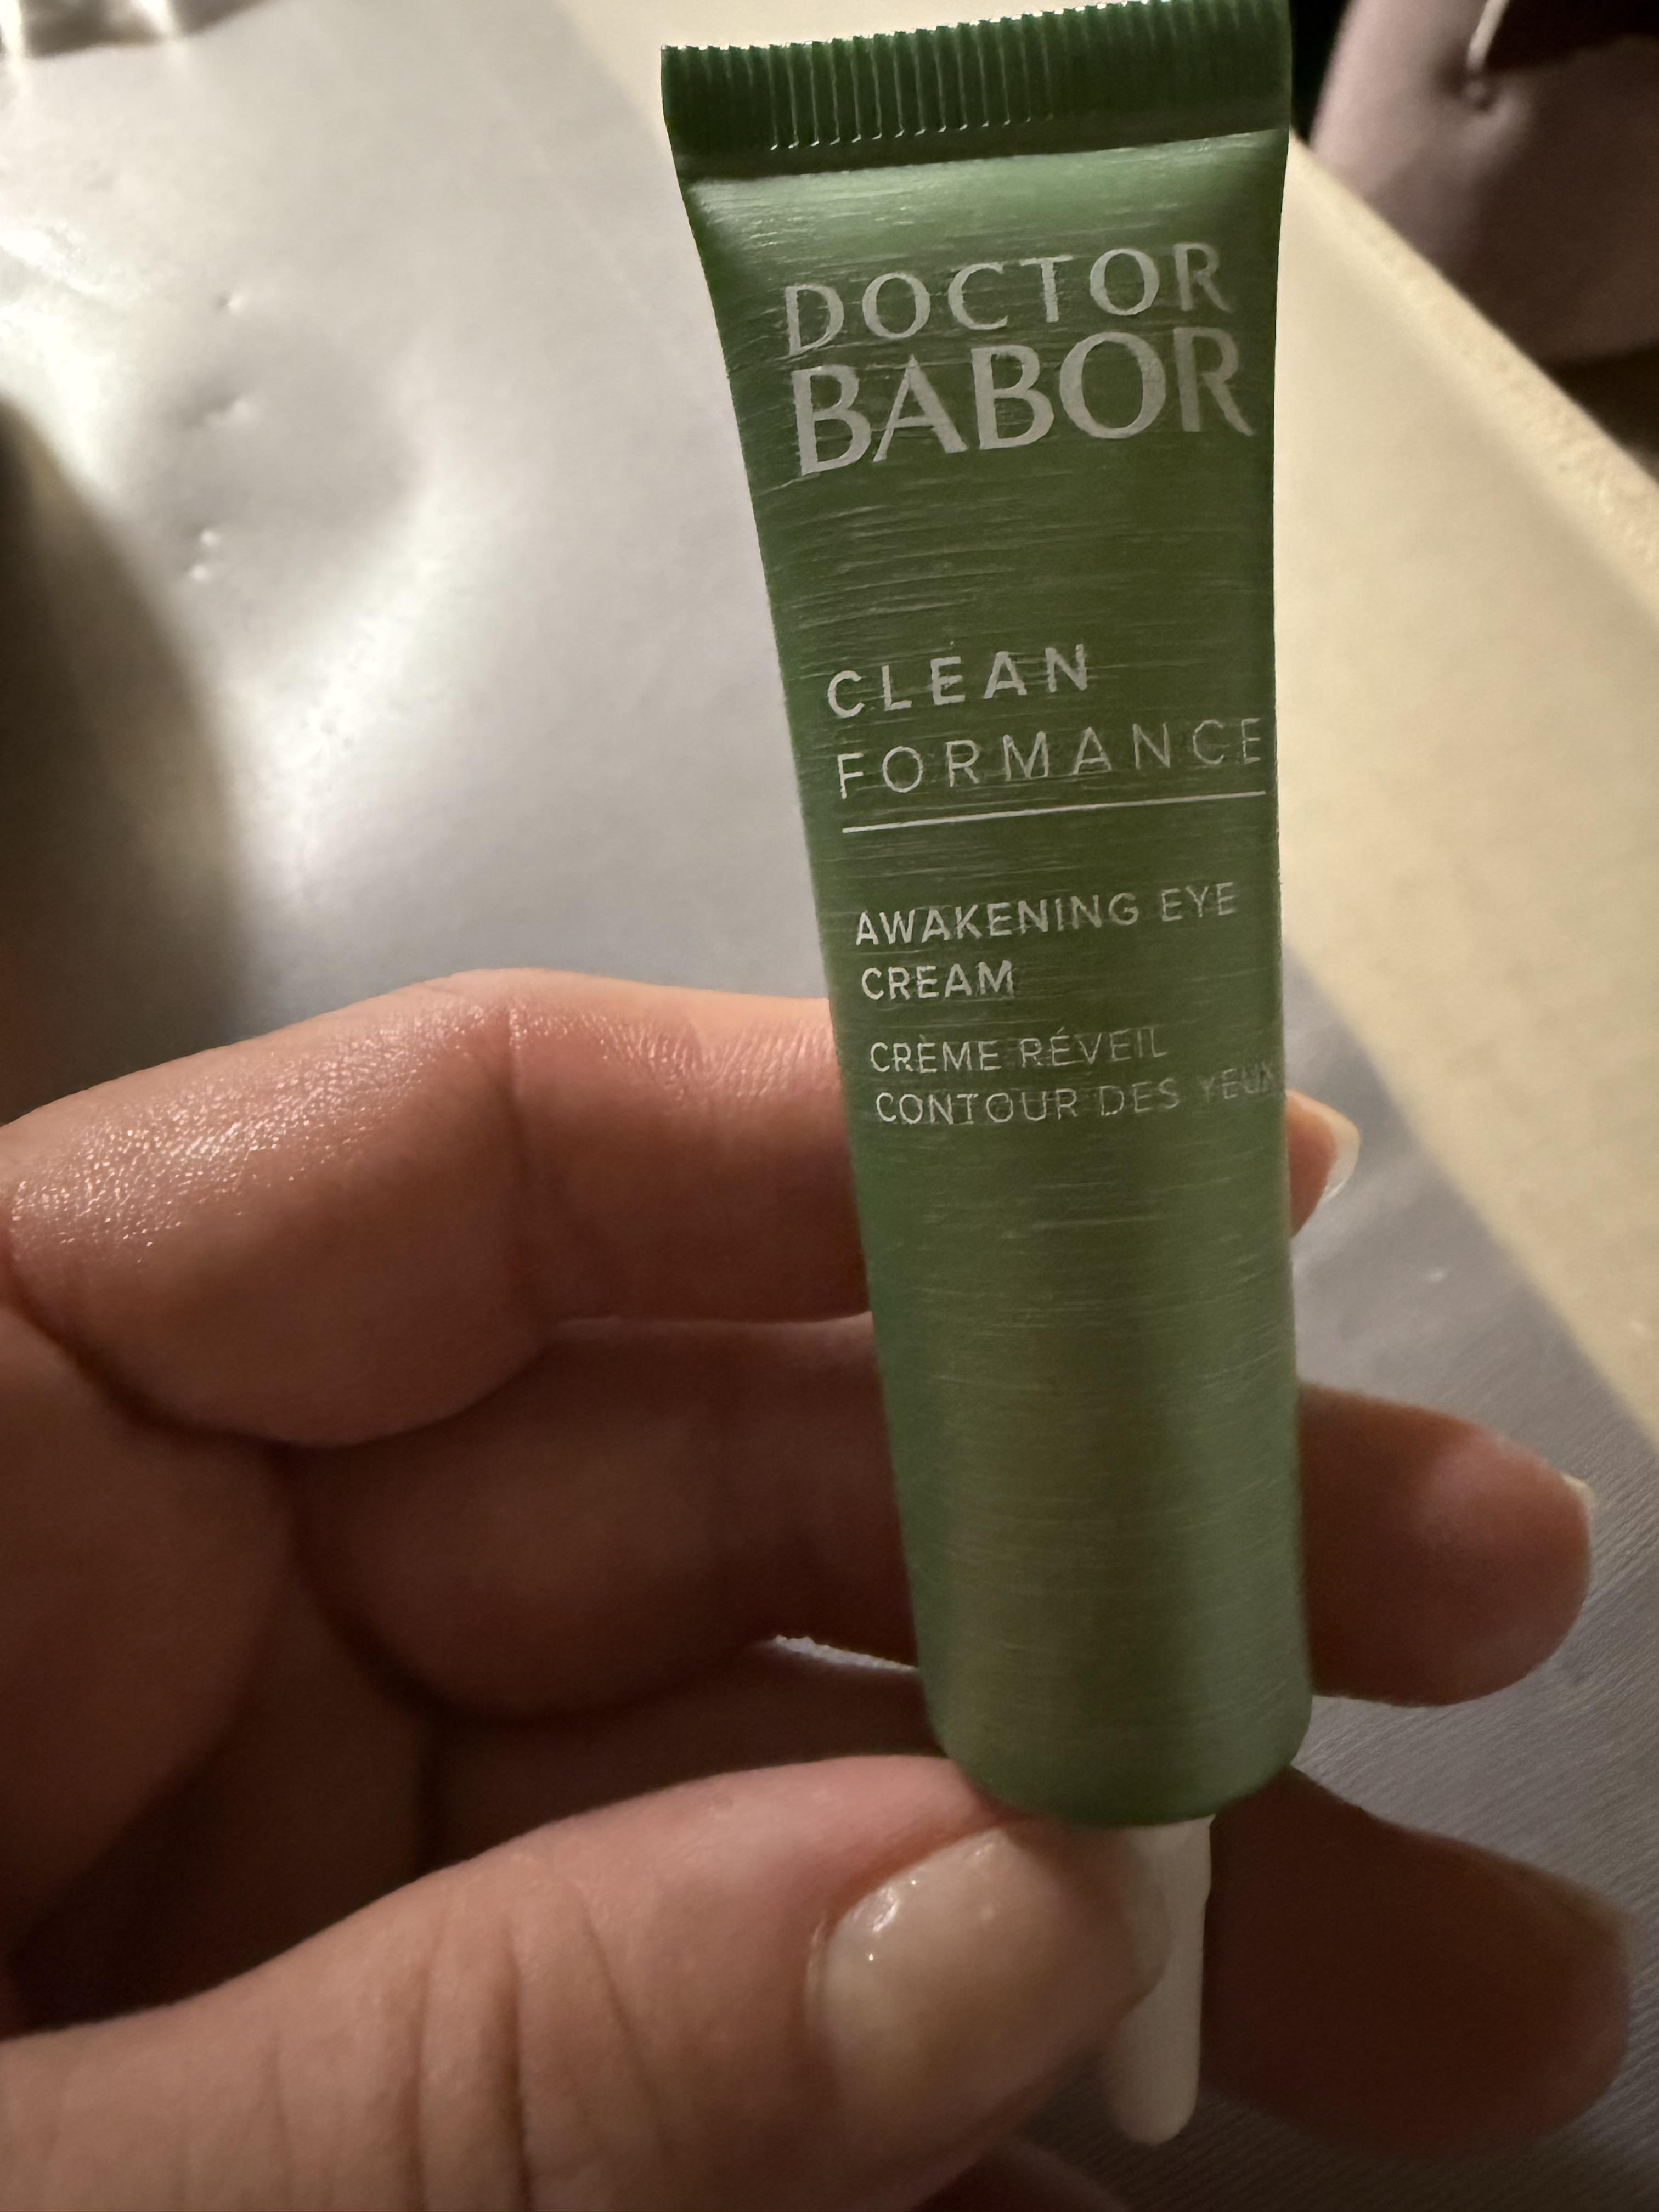 DOCTOR
BABOR
CLEAN
FORMANCE
AWAKENING EYE
CREAM
CRÈME RÉVEIL
CONTOUR DES YEUX